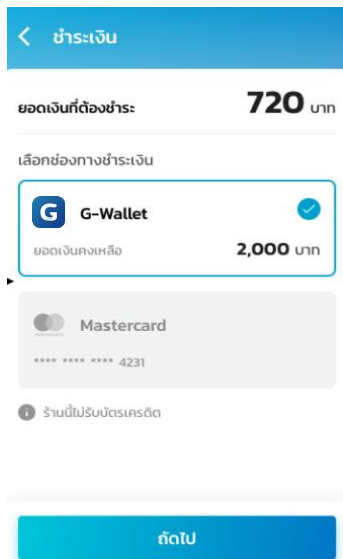 ชำระเงิน
ยอดเงินที่ต้องชำระ 720 บาท
เลือกช่องทางชำระเงิน
G G-Wallet
ยอดเงินคงเหลือ 2,000 บาท
Mastercard
**** **** **** 4231
ร้านนี้ไม่รับบัตรเครดิต
ถัดไป